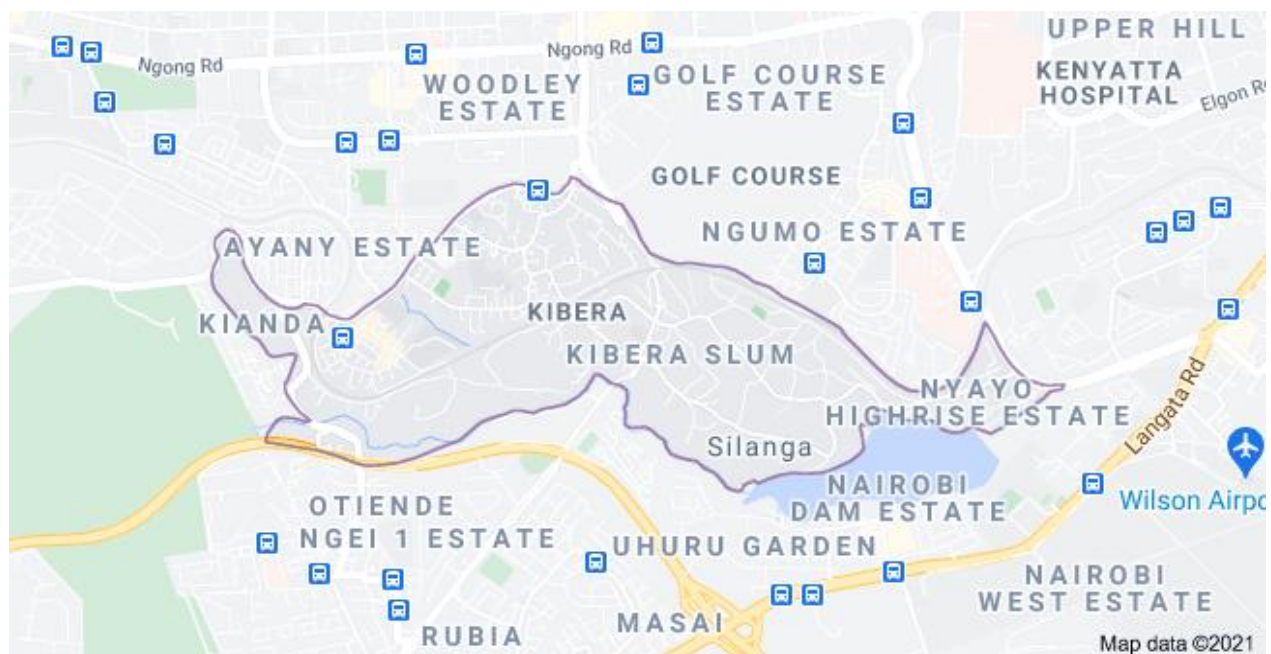 UPPER HILL
Ngong Rd
Ngong Rd
KENYATTA
HOSPITAL
WOODLEY
ESTATE
GOLF COURSE
ESTATE
Elgon Rd
GOLF COURSE
AYANY ESTATE
NGUMO ESTATE
KIANDA
KIBERA
KIBERA SLUM
NYAYO
HIGHRISE ESTATE
Langata Rd
Silanga
NAIROBI
DAM ESTATE
Wilson Airpo
OTIENDE
NGEI 1 ESTATE
UHURU GARDEN
NAIROBI
WEST ESTATE
MASAI
RUBIA
Map data ©2021